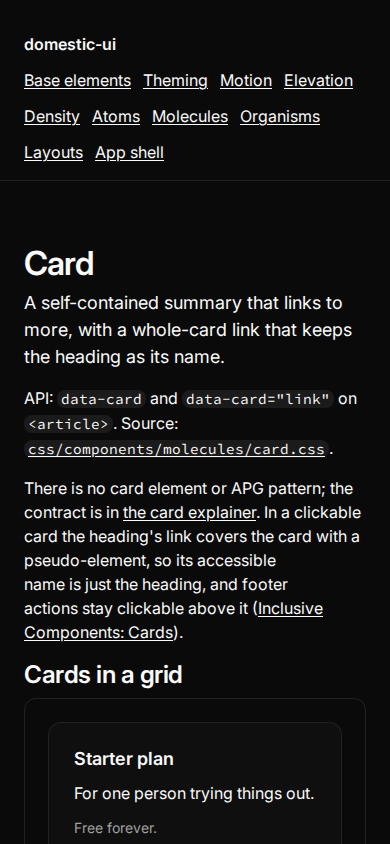 domestic-ui
Base elements Theming Motion Elevation
Density Atoms Molecules Organisms
Layouts App shell
Card
A self-contained summary that links to
more, with a whole-card link that keeps
the heading as its name.
API: data-card and data-card="link" on
<article>. Source:
css/components/molecules/card.css.
There is no card element or APG pattern; the
contract is in the card explainer. In a clickable
card the heading's link covers the card with a
pseudo-element, so its accessible
name is just the heading, and footer
actions stay clickable above it (Inclusive
Components: Cards).
Cards in a grid
Starter plan
For one person trying things out.
Free forever.